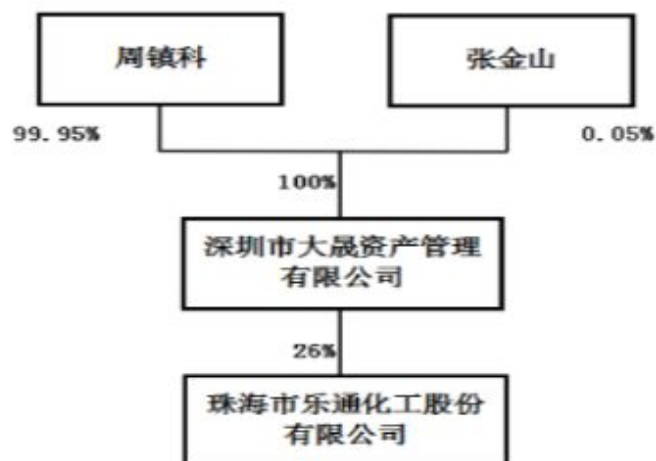 周镇科
张金山
99.95%
0.05%
100%
深圳市大晟资产管理
有限公司
26%
珠海市乐通化工股份
有限公司